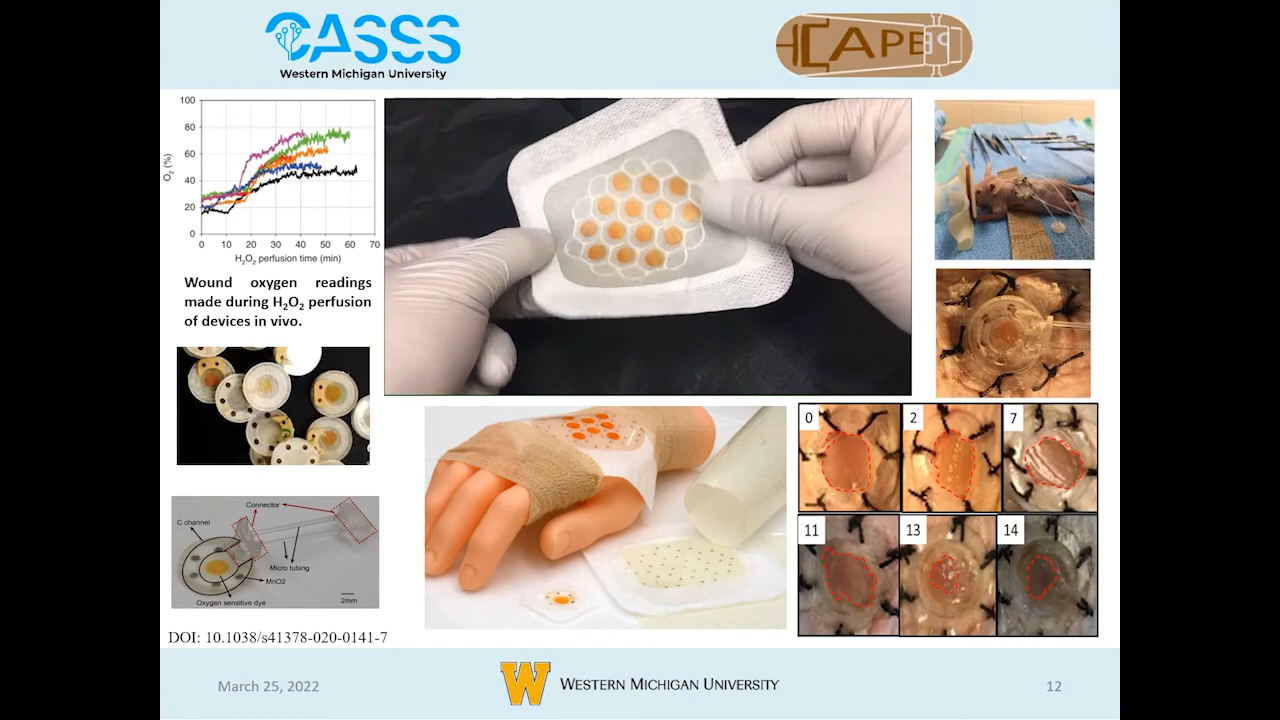 CASSS
Western Michigan University
CAPE
100
80
60
40
20
0
O2 (%)
0 10 20 30 40 50 60 70
H2O2 perfusion time (min)
Wound oxygen readings
made during H2O2 perfusion
of devices in vivo.
Connector
C channel
Micro tubing
MnO2
Oxygen sensitive dye
2mm
DOI: 10.1038/s41378-020-0141-7
0 2 7
11 13 14
March 25, 2022
W WESTERN MICHIGAN UNIVERSITY
12